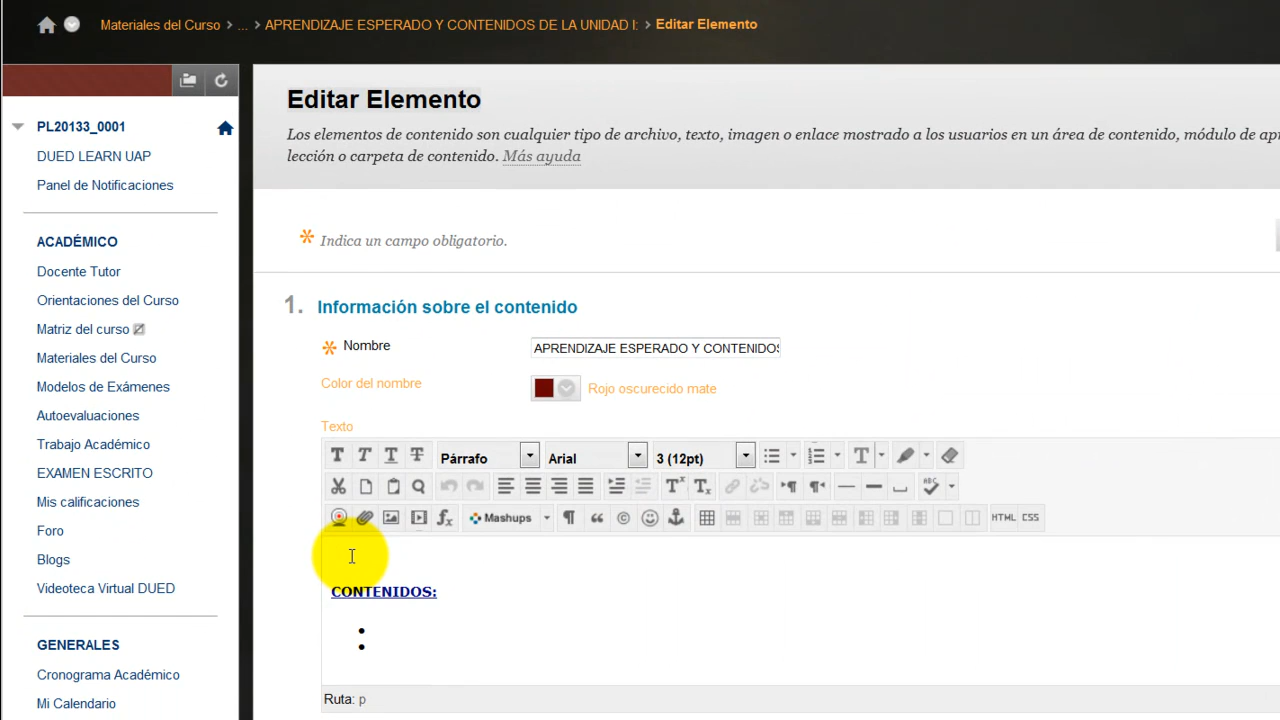 Materiales del Curso > ... > APRENDIZAJE ESPERADO Y CONTENIDOS DE LA UNIDAD I: > Editar Elemento
Editar Elemento
Los elementos de contenido son cualquier tipo de archivo, texto, imagen o enlace mostrado a los usuarios en un área de contenido, módulo de
lección o carpeta de contenido. Más ayuda
Indica un campo obligatorio.
PL20133_0001
DUED LEARN UAP
Panel de Notificaciones
ACADÉMICO
Docente Tutor
Orientaciones del Curso
Matriz del curso
Materiales del Curso
Modelos de Exámenes
Autoevaluaciones
Trabajo Académico
EXAMEN ESCRITO
Mis calificaciones
Foro
Blogs
Videoteca Virtual DUED
GENERALES
Cronograma Académico
Mi Calendario
1. Información sobre el contenido
Nombre
APRENDIZAJE ESPERADO Y CONTENIDOS
Color del nombre
Rojo oscurecido mate
Texto
T T T T Párrafo Arial 3 (12pt)
Mashups HTML CSS
CONTENIDOS:
Ruta: p